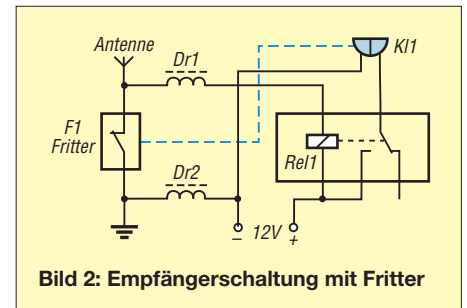 Antenne
Dr1
Kl1
F1
Fritter
Rel1
Dr2
– 12V +
Bild 2: Empfängerschaltung mit Fritter